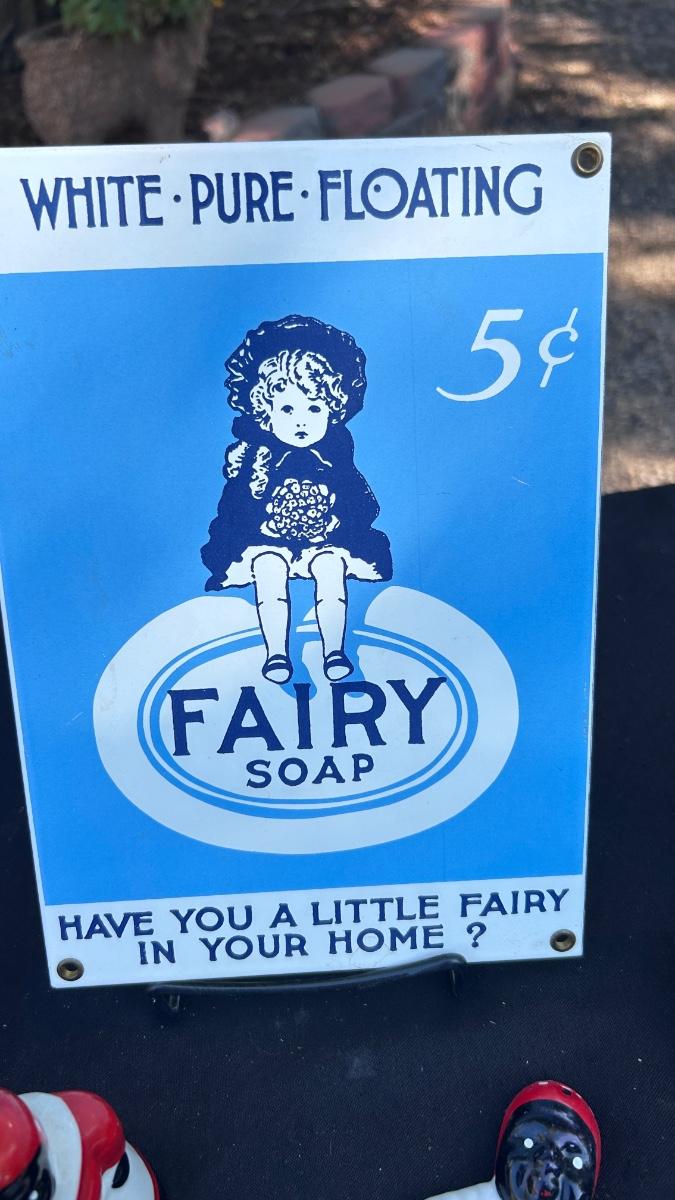 WHITE · PURE · FLOATING
5¢
FAIRY
SOAP
HAVE YOU A LITTLE FAIRY
IN YOUR HOME ?